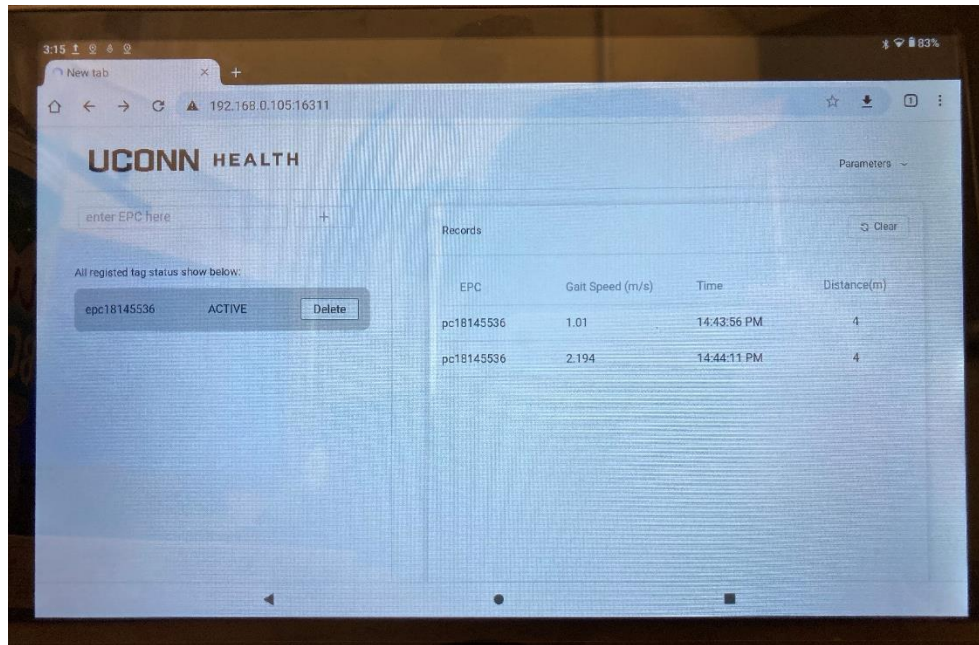 3:15 83%
New tab × +
192.168.0.105:16311 1
UCONN HEALTH
Parameters
enter EPC here +
Records Clear
All registed tag status show below:
EPC Gait Speed (m/s) Time Distance(m)
epc18145536 ACTIVE Delete
pc18145536 1.01 14:43:56 PM 4
pc18145536 2.194 14:44:11 PM 4